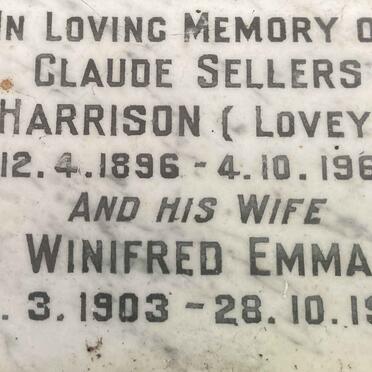 IN LOVING MEMORY O
CLAUDE SELLERS
HARRISON (LOVEY
12.4.1896 - 4.10.196
AND HIS WIFE
WINIFRED EMMA
. 3. 1903 - 28.10.19